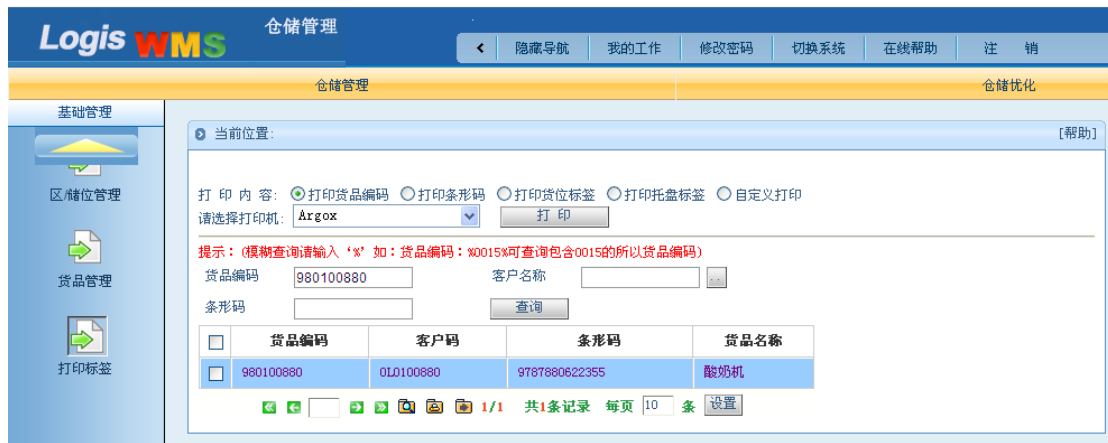 Logis WMS 仓储管理
隐藏导航 我的工作 修改密码 切换系统 在线帮助 注 销
仓储管理 仓储优化
基础管理
当前位置: [帮助]
区/储位管理
打 印 内 容: 打印货品编码 打印条形码 打印货位标签 打印托盘标签 自定义打印
请选择打印机: Argox 打 印
提示：(模糊查询请输入‘%’如：货品编码：%0015%可查询包含0015的所以货品编码)
货品管理
货品编码 980100880 客户名称 ..
条形码 查询
打印标签
货品编码 客户码 条形码 货品名称
980100880 0L0100880 9787880622355 酸奶机
1/1 共1条记录 每页 10 条 设置